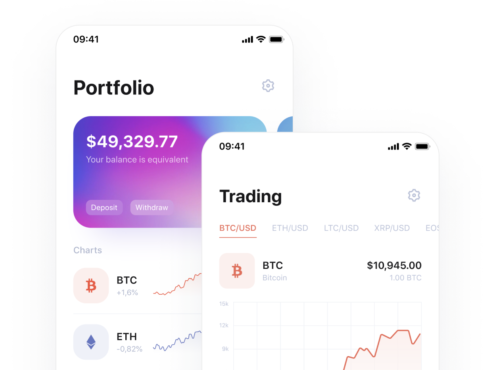 09:41
Portfolio
$49,329.77
Your balance is equivalent
Deposit Withdraw
Charts
BTC
+1,6%
ETH
-0,82%
09:41
Trading
BTC/USD ETH/USD LTC/USD XRP/USD EO
BTC $10,945.00
Bitcoin 1.00 BTC
15k
12k
9k